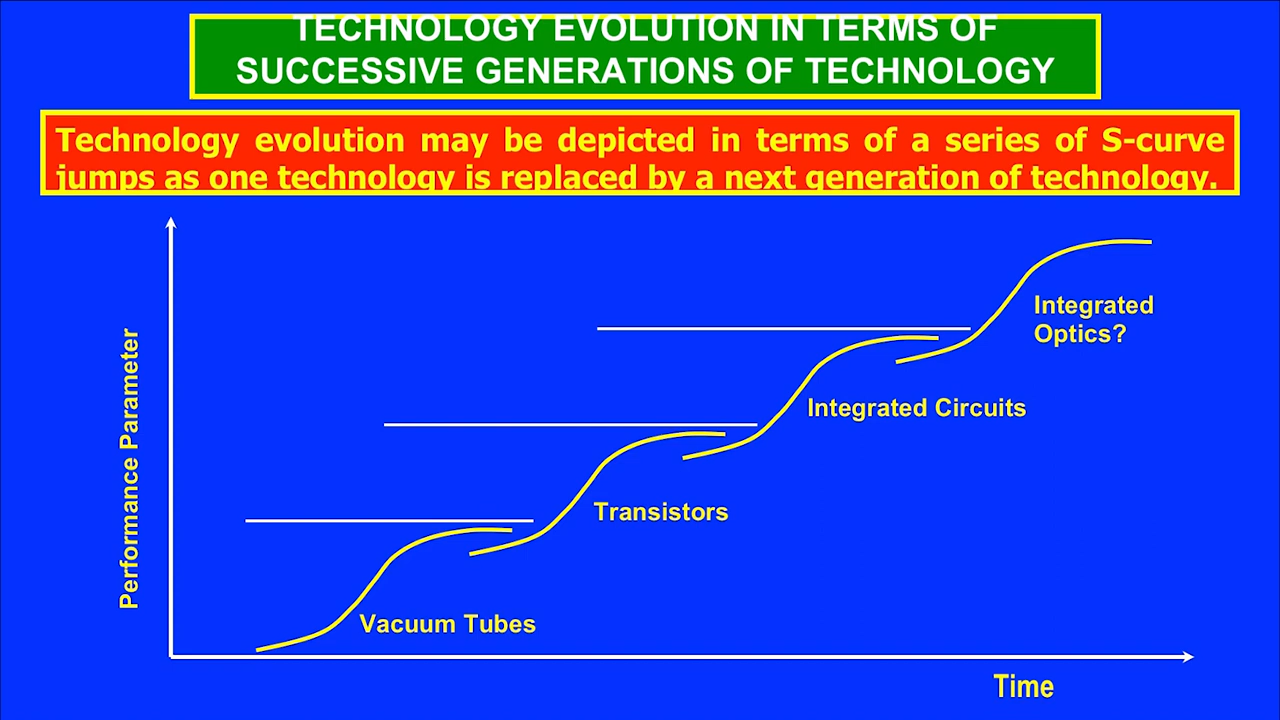 TECHNOLOGY EVOLUTION IN TERMS OF
SUCCESSIVE GENERATIONS OF TECHNOLOGY
Technology evolution may be depicted in terms of a series of S-curve
jumps as one technology is replaced by a next generation of technology.
Integrated
Optics?
Integrated Circuits
Transistors
Vacuum Tubes
Performance Parameter
Time